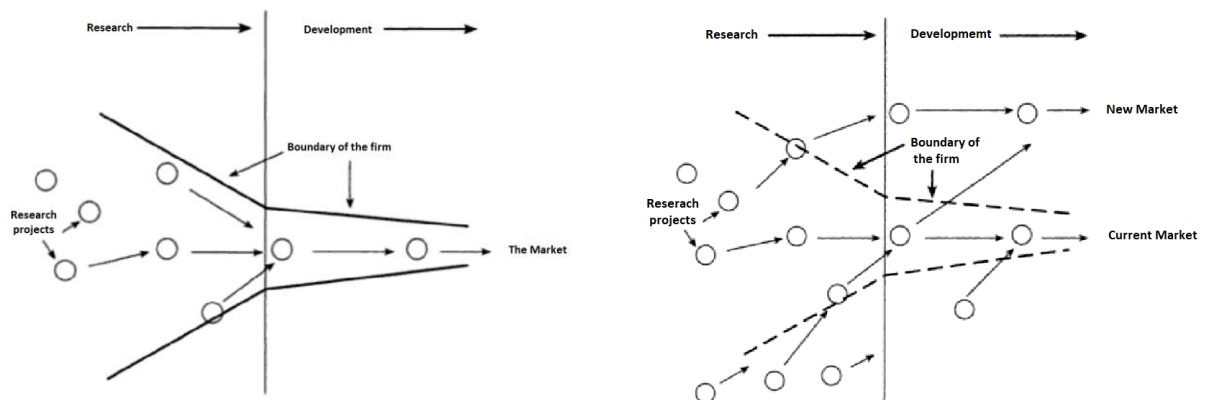 Research
Development
Boundary of the firm
Research
projects
The Market
Research
Developmemt
New Market
Boundary of
the firm
Reserach
projects
Current Market